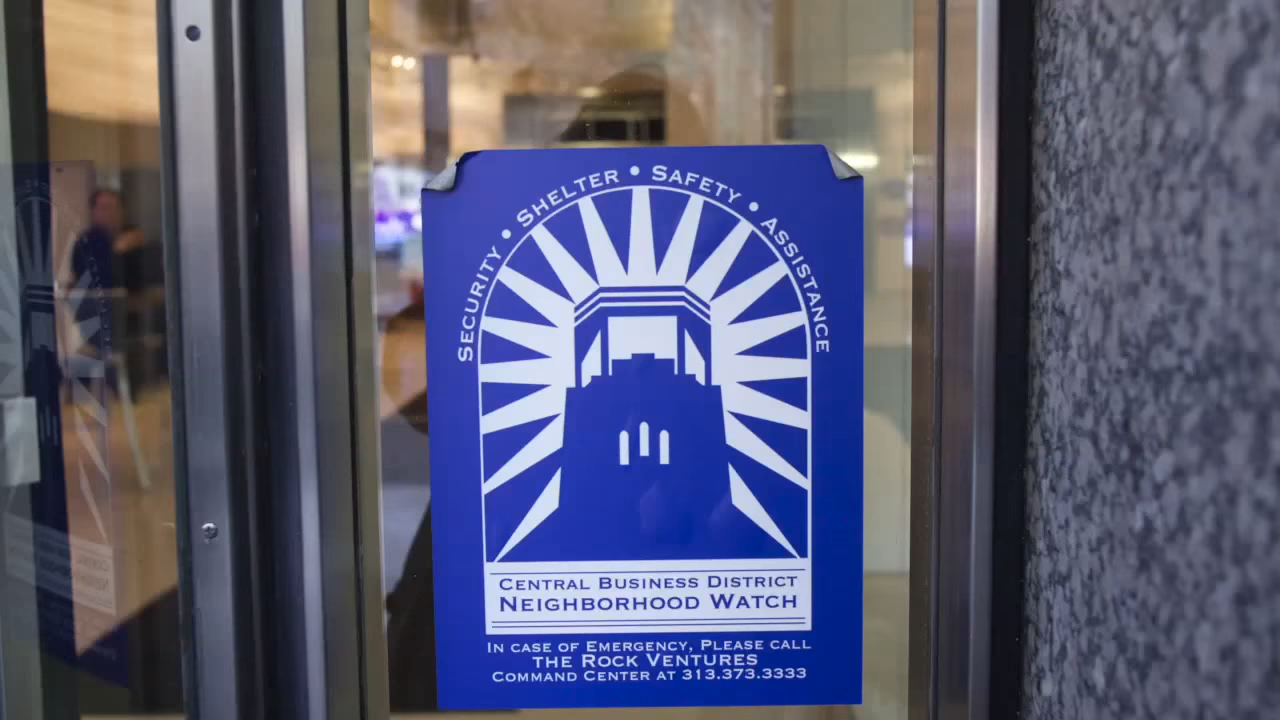 SECURITY • SHELTER • SAFETY • ASSISTANCE
CENTRAL BUSINESS DISTRICT
NEIGHBORHOOD WATCH
IN CASE OF EMERGENCY, PLEASE CALL
THE ROCK VENTURES
COMMAND CENTER AT 313.373.3333